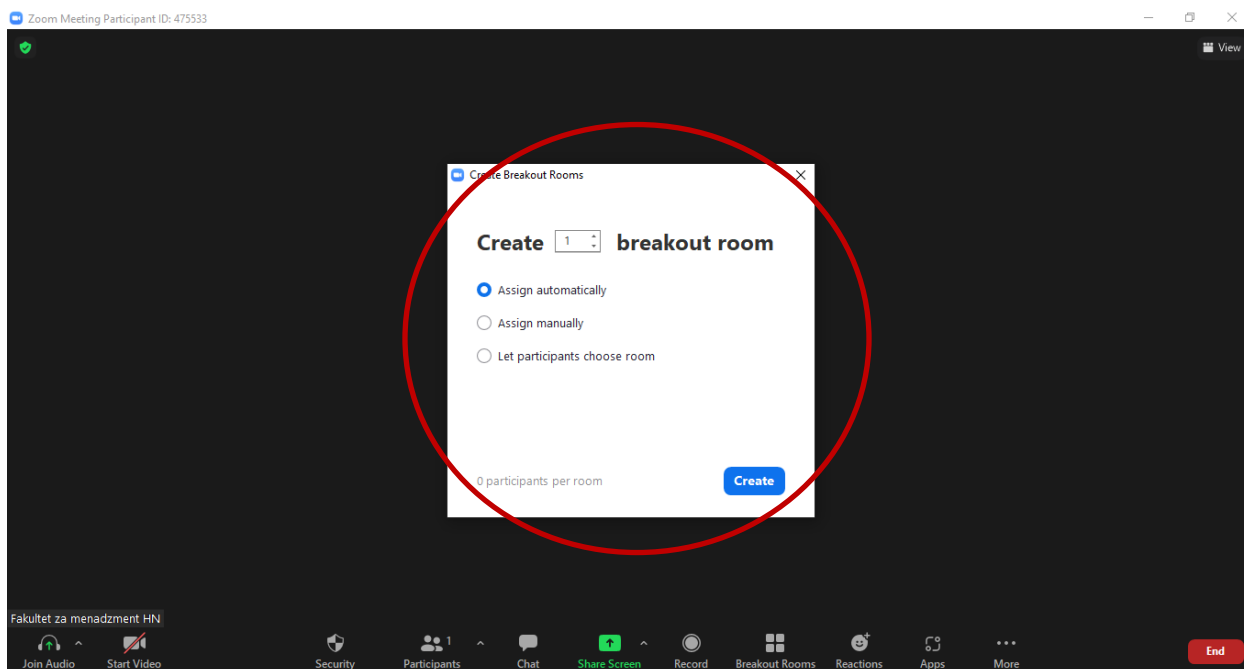 Zoom Meeting Participant ID: 475533
View
Create Breakout Rooms
Create 1 breakout room
Assign automatically
Assign manually
Let participants choose room
0 participants per room
Create
Fakultet za menadzment HN
1
Join Audio Start Video Security Participants Chat Share Screen Record Breakout Rooms Reactions Apps More End